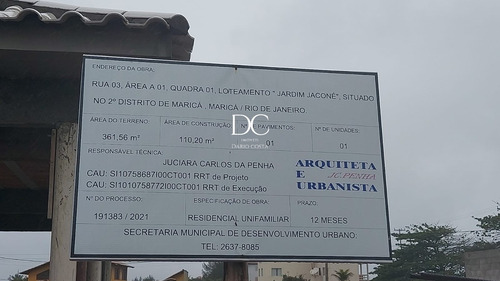 ENDEREÇO DA OBRA:
RUA 03, ÁREA A 01, QUADRA 01, LOTEAMENTO " JARDIM JACONÉ", SITUADO
NO 2º DISTRITO DE MARICÁ , MARICÁ / RIO DE JANEIRO
ÁREA DO TERRENO: ÁREA DE CONSTRUÇÃO: PAVIMENTOS: Nº DE UNIDADES:
361,56 m² 110,20 m² 01 01
DC
DARIO COSTA
RESPONSÁVEL TÉCNICA:
JUCIARA CARLOS DA PENHA
CAU: SI10758687I00CT001 RRT de Projeto
CAU: SI1010758772I00CT001 RRT de Execução
ARQUITETA
E JC.PENHA
URBANISTA
Nº DO PROCESSO: ESPECIFICAÇÃO DE OBRA: PRAZO:
191383 / 2021 RESIDENCIAL UNIFAMILIAR 12 MESES
SECRETARIA MUNICIPAL DE DESENVOLVIMENTO URBANO:
TEL: 2637-8085